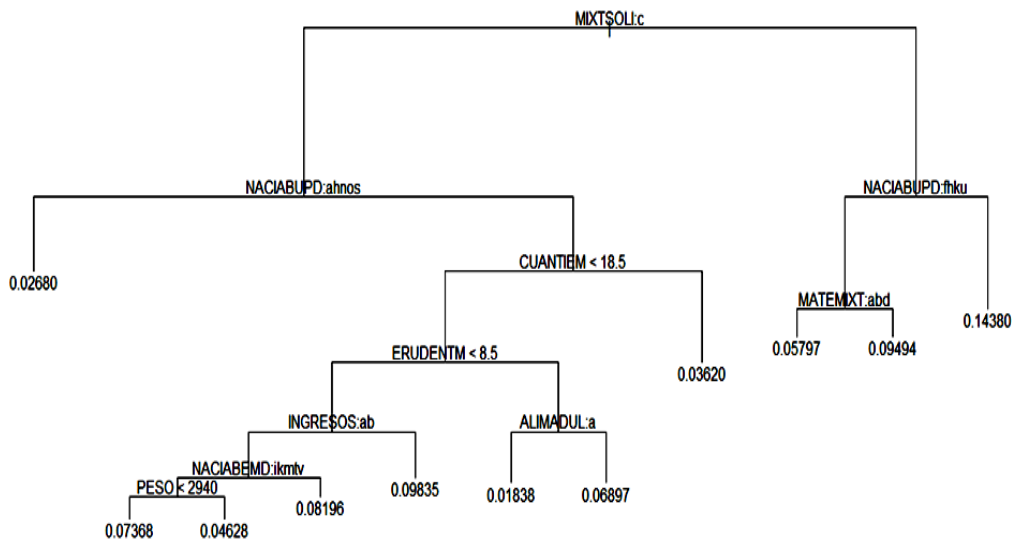 MIXTSOLI:c
NACIABUPD:ahnos
NACIABUPD:fhku
0.02680
CUANTIEM < 18.5
MATEMIXT:abd
0.14380
0.05797
0.09494
ERUDENTM < 8.5
0.03620
INGRESOS:ab
ALIMADUL:a
NACIABEMD:ikmtv
0.09835
0.01838
0.06897
PESO < 2940
0.08196
0.07368
0.04628